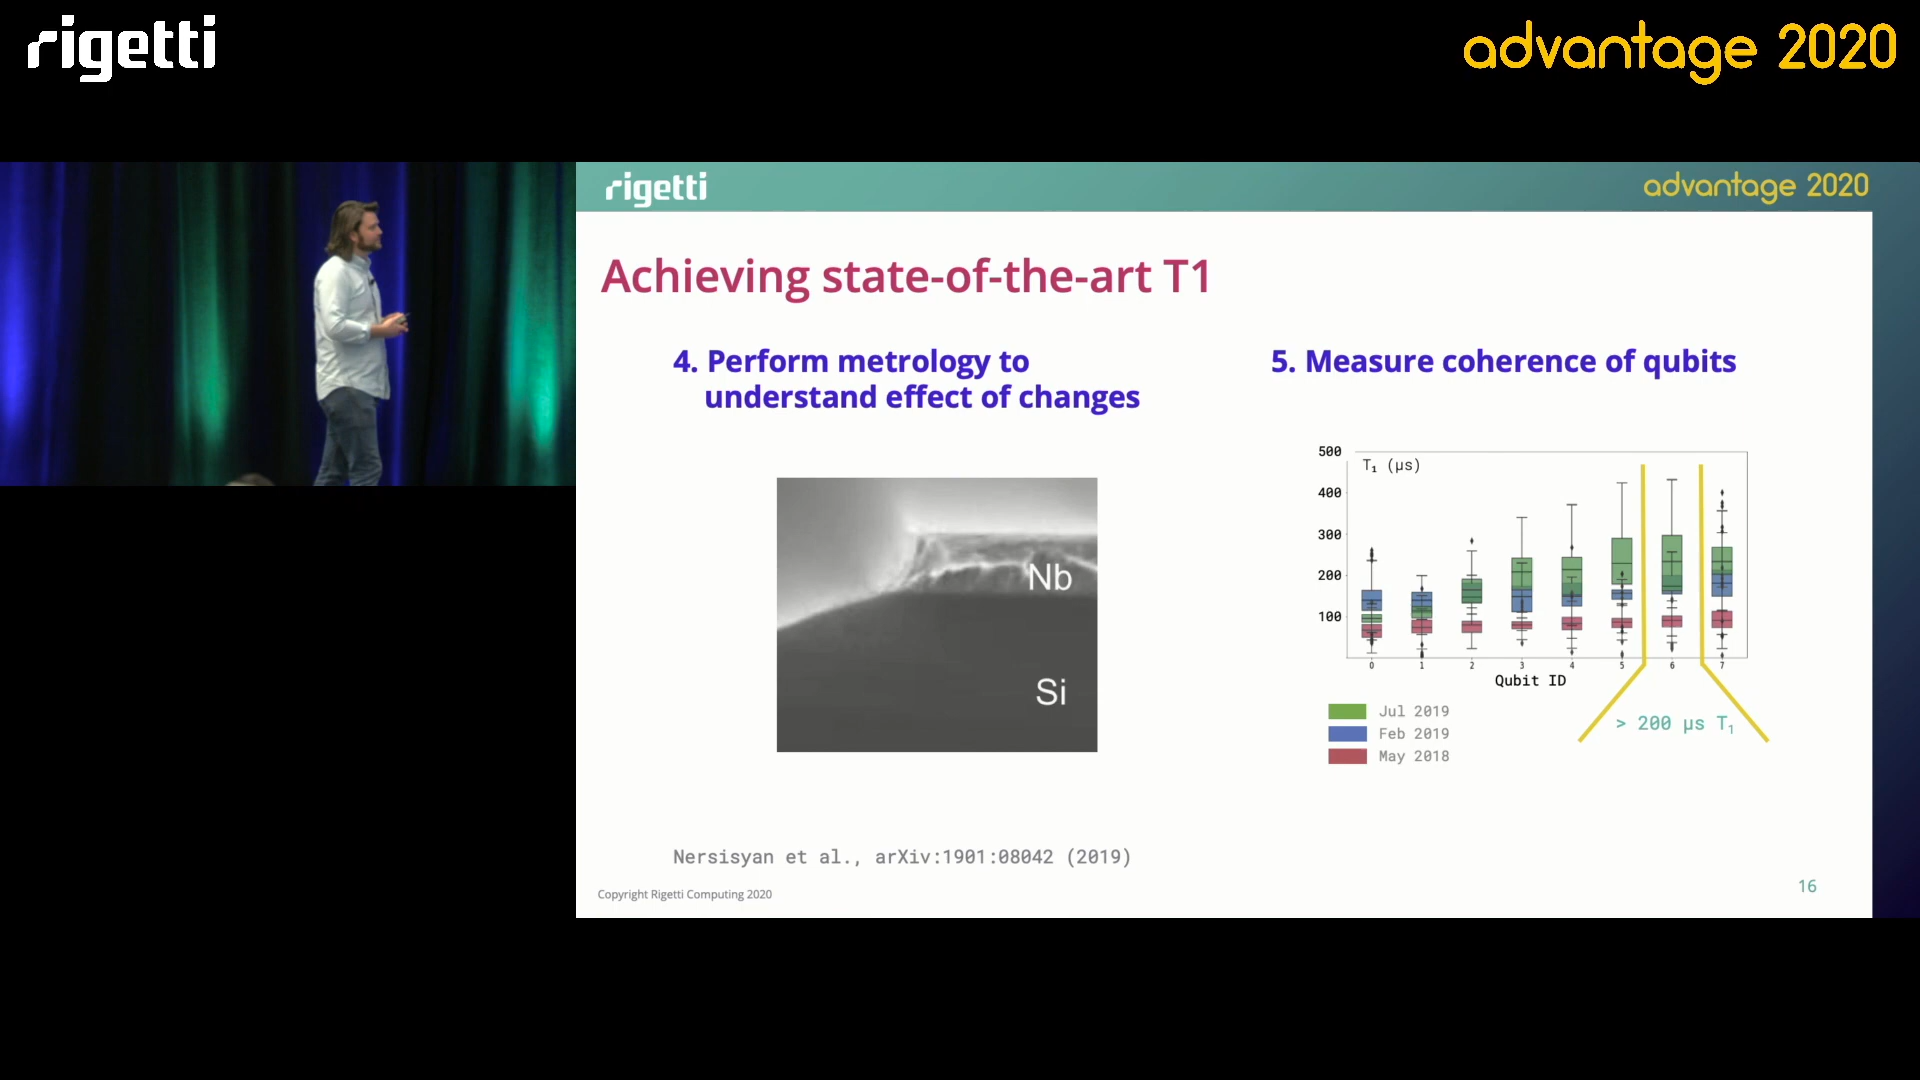 rigetti
advantage 2020
rigetti
advantage 2020
Achieving state-of-the-art T1
4. Perform metrology to
understand effect of changes
5. Measure coherence of qubits
Nb
Si
500
400
300
200
100
T₁ (μs)
0 1 2 3 4 5 6 7
Qubit ID
Jul 2019
Feb 2019
May 2018
> 200 μs T₁
Nersisyan et al., arXiv:1901:08042 (2019)
Copyright Rigetti Computing 2020
16